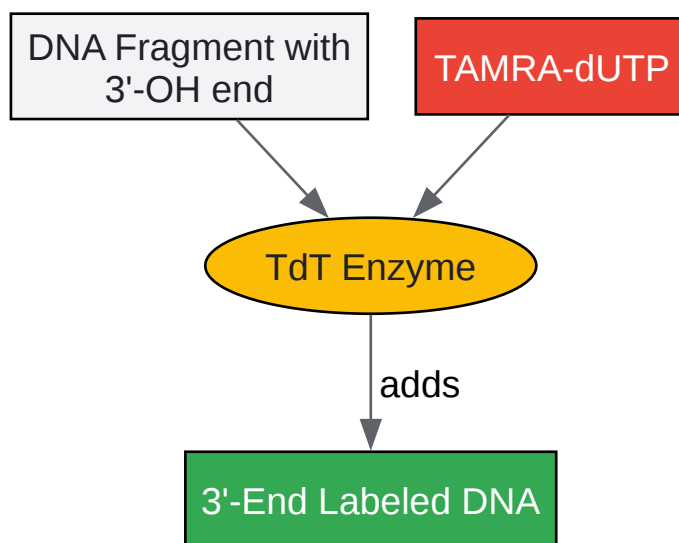 DNA Fragment with
3'-OH end
TAMRA-dUTP
TdT Enzyme
adds
3'-End Labeled DNA